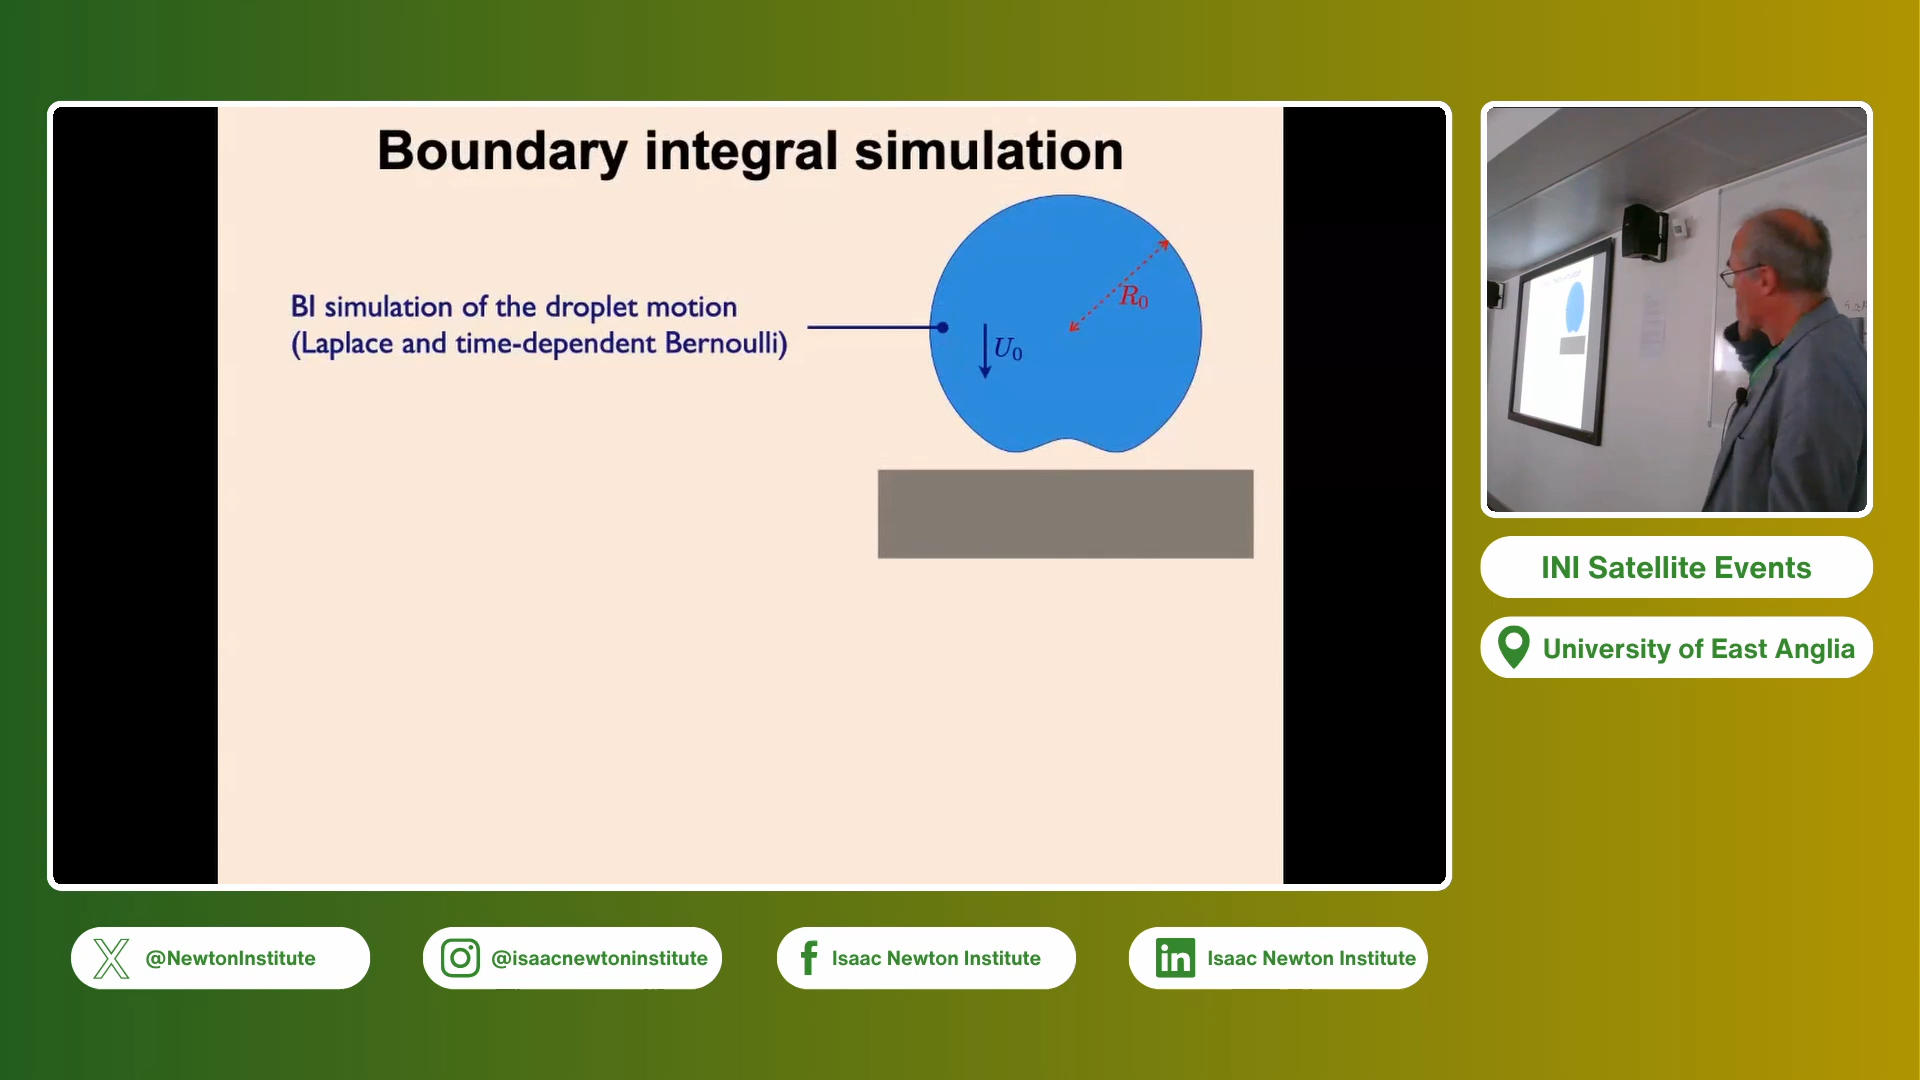 Boundary integral simulation
BI simulation of the droplet motion
(Laplace and time-dependent Bernoulli)
U₀
R₀
INI Satellite Events
University of East Anglia
@NewtonInstitute
@isaacnewtoninstitute
Isaac Newton Institute
Isaac Newton Institute